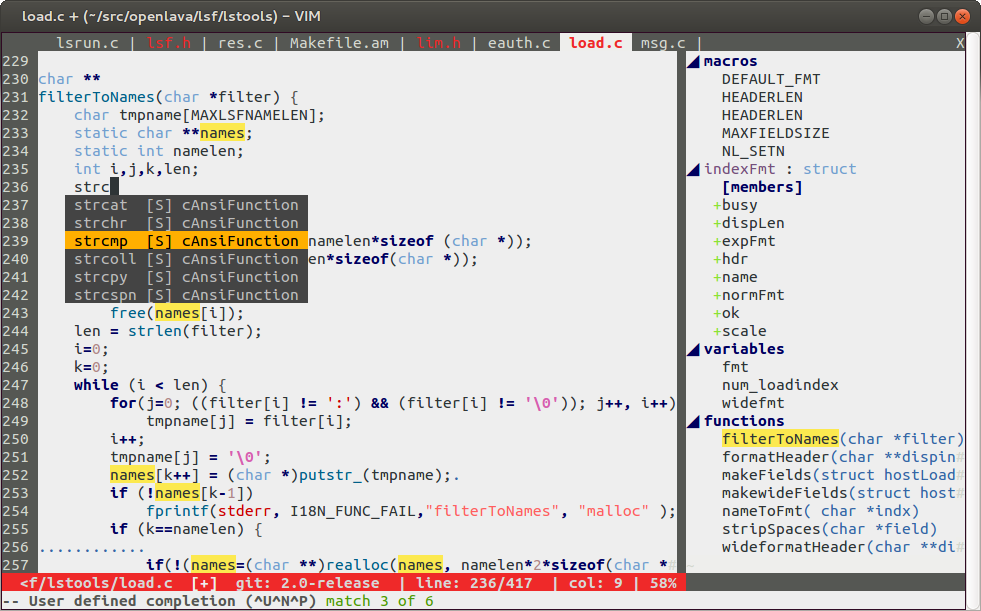 load.c + (~/src/openlava/lsf/lstools) - VIM
lsrun.c | lsf.h | res.c | Makefile.am | lim.h | eauth.c load.c msg.c | X
229
230 char **
231 filterToNames(char *filter) {
232     char tmpname[MAXLSFNAMELEN];
233     static char **names;
234     static int namelen;
235     int i,j,k,len;
236     strc
237     strcat  [S] cAnsiFunction
238     strchr  [S] cAnsiFunction
239     strcmp  [S] cAnsiFunction namelen*sizeof (char *));
240     strcoll [S] cAnsiFunction en*sizeof(char *));
241     strcpy  [S] cAnsiFunction
242     strcspn [S] cAnsiFunction
243         free(names[i]);
244     len = strlen(filter);
245     i=0;
246     k=0;
247     while (i < len) {
248         for(j=0; ((filter[i] != ':') && (filter[i] != '\0')); j++, i++)
249             tmpname[j] = filter[i];
250         i++;
251         tmpname[j] = '\0';
252         names[k++] = (char *)putstr_(tmpname);.
253         if (!names[k-1])
254             fprintf(stderr, I18N_FUNC_FAIL,"filterToNames", "malloc" );
255         if (k==namelen) {
256 ............
257             if(!(names=(char **)realloc(names, namelen*2*sizeof(char *#
macros
DEFAULT_FMT
HEADERLEN
HEADERLEN
MAXFIELDSIZE
NL_SETN
indexFmt : struct
[members]
+busy
+dispLen
+expFmt
+hdr
+name
+normFmt
+ok
+scale
variables
fmt
num_loadindex
widefmt
functions
filterToNames(char *filter)
formatHeader(char **dispin#
makeFields(struct hostLoad#
makewideFields(struct host#
nameToFmt( char *indx)
stripSpaces(char *field)
wideformatHeader(char **di#
~
<f/lstools/load.c [+] git: 2.0-release | line: 236/417 | col: 9 | 58%
-- User defined completion (^U^N^P) match 3 of 6